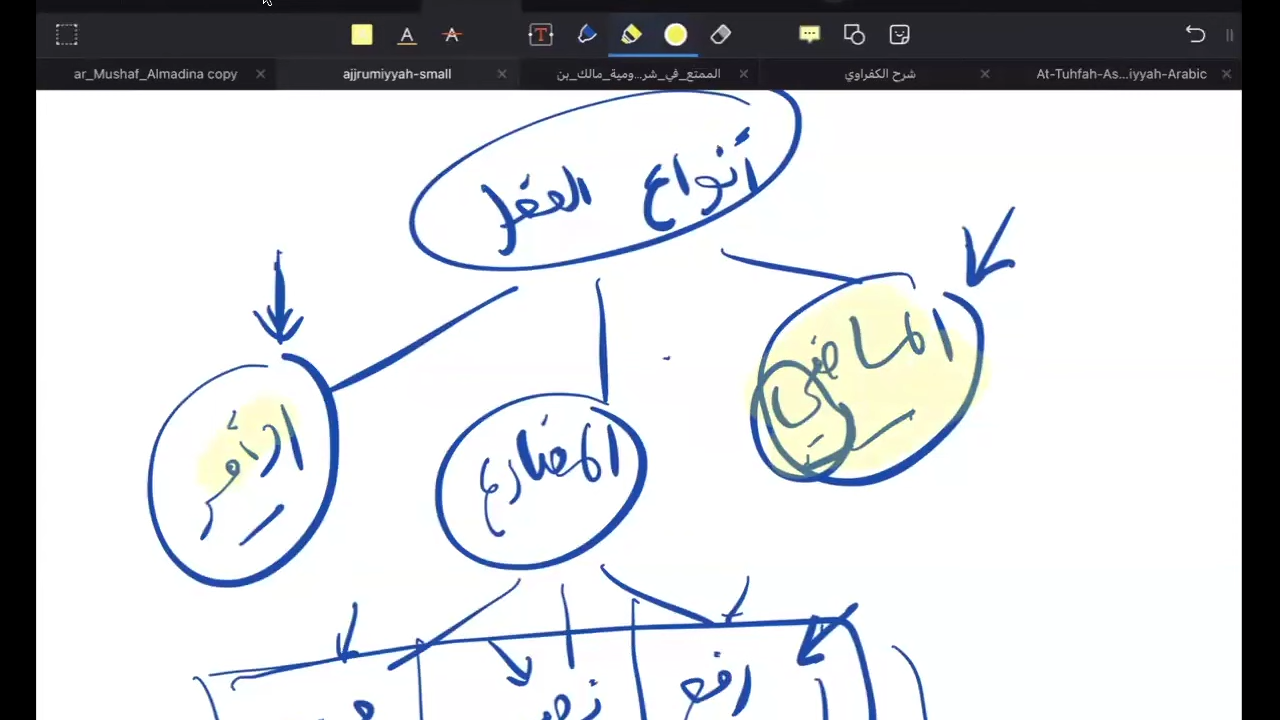 ar_Mushaf_Almadina copy
ajjrumiyyah-small
الممتع_في_شر...ومية_مالك_بن
شرح الكفراوي
At-Tuhfah-As...iyyah-Arabic
أنواع الفعل
الماضي
المضارع
الأمر
رفع